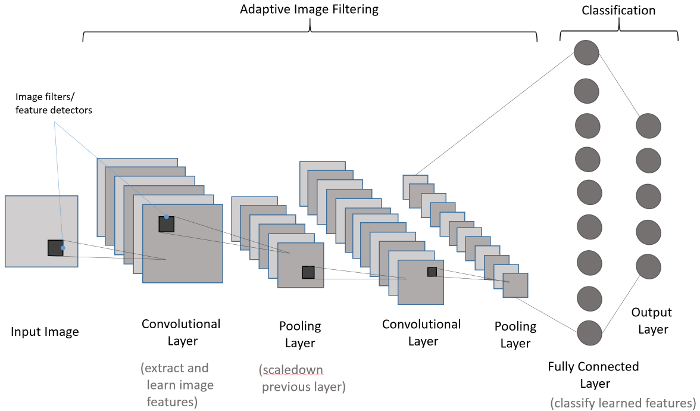 Adaptive Image Filtering
Classification
Image filters/
feature detectors
Input Image
Convolutional
Layer
(extract and
learn image
features)
Pooling
Layer
(scaledown
previous layer)
Convolutional
Layer
Pooling
Layer
Fully Connected
Layer
(classify learned features)
Output
Layer